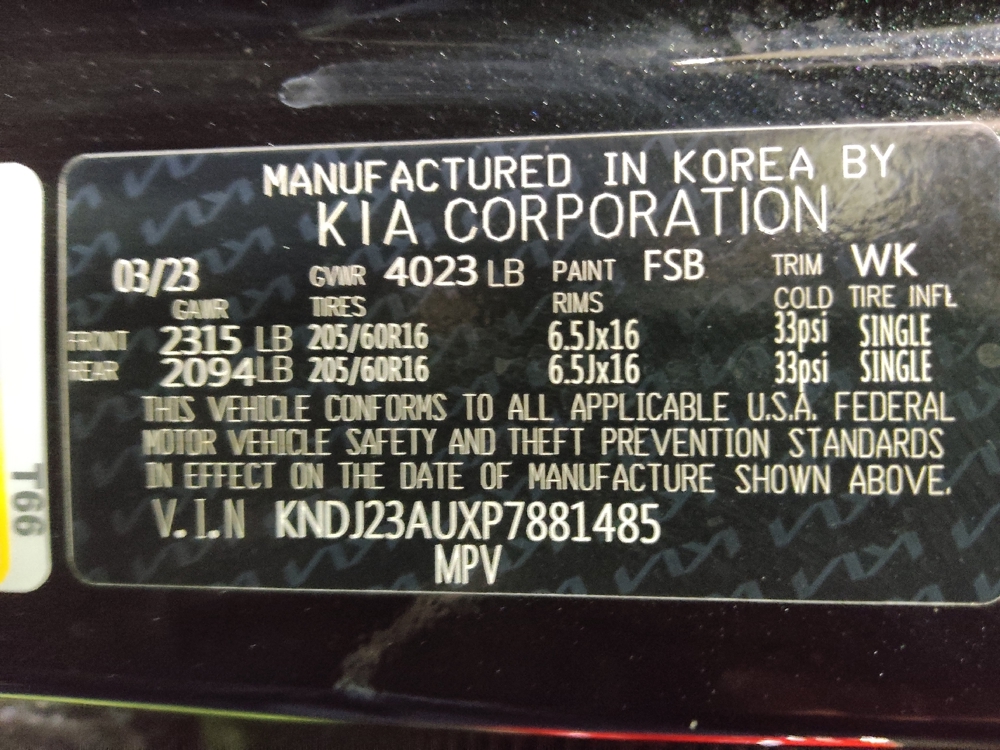 MANUFACTURED IN KOREA BY
KIA CORPORATION
03/23 GVWR 4023 LB PAINT FSB TRIM WK
GAWR TIRES RIMS COLD TIRE INFL
FRONT 2315 LB 205/60R16 6.5Jx16 33psi SINGLE
REAR 2094 LB 205/60R16 6.5Jx16 33psi SINGLE
THIS VEHICLE CONFORMS TO ALL APPLICABLE U.S.A. FEDERAL
MOTOR VEHICLE SAFETY AND THEFT PREVENTION STANDARDS
IN EFFECT ON THE DATE OF MANUFACTURE SHOWN ABOVE.
V.I.N KNDJ23AUXP7881485
MPV
T66